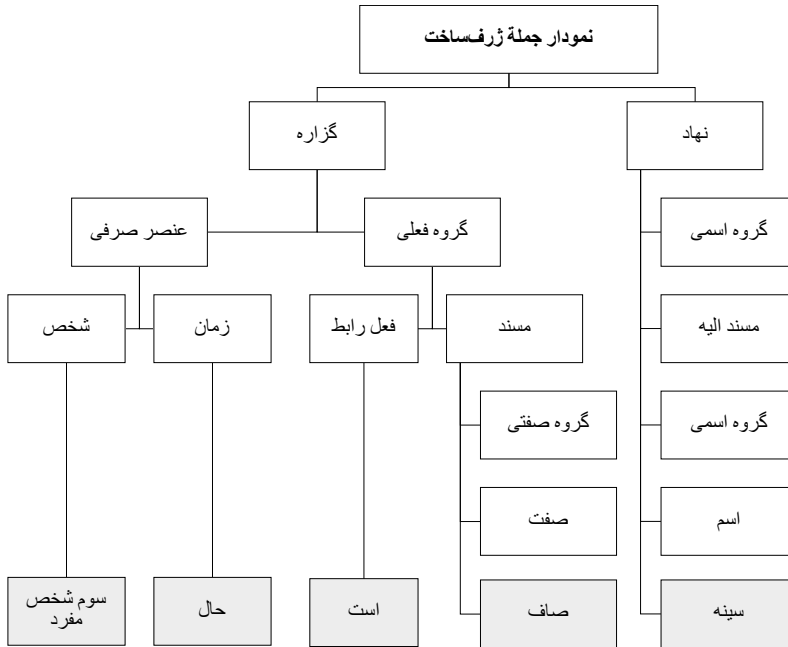 نمودار جملة ژرف‌ساخت
نهاد
گزاره
گروه اسمی
گروه فعلی
عنصر صرفی
مسند الیه
مسند
فعل رابط
زمان
شخص
گروه اسمی
گروه صفتی
اسم
صفت
سینه
صاف
است
حال
سوم شخص
مفرد